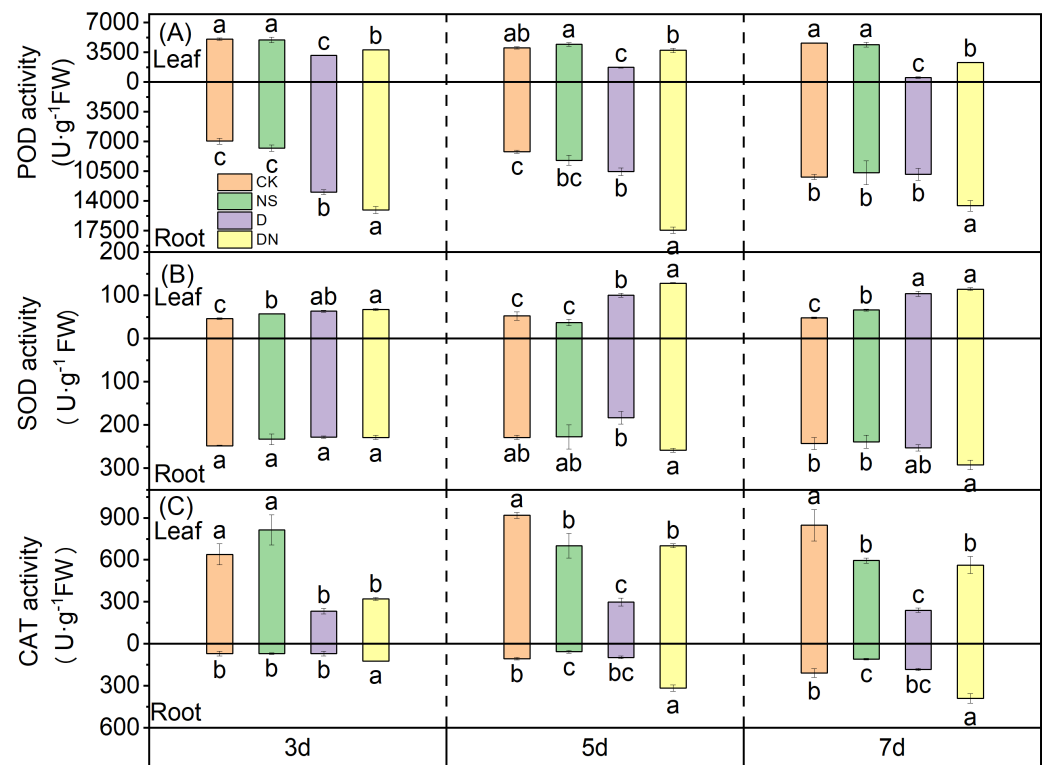 7000
3500
0
3500
7000
10500
14000
17500
POD activity
(U·g⁻¹FW)
(A)
Leaf
Root
a a c b
c c b a
ab a c b
c bc b a
a a c b
b b b a
CK
NS
D
DN
200
100
0
100
200
300
SOD activity
( U·g⁻¹ FW)
(B)
Leaf
Root
c b ab a
a a a a
c c b a
ab ab b a
c b a a
b b ab a
900
600
300
0
300
600
CAT activity
( U·g⁻¹FW )
(C)
Leaf
Root
a a b b
b b b a
a b c b
b c bc a
a b c b
b c bc a
3d 5d 7d